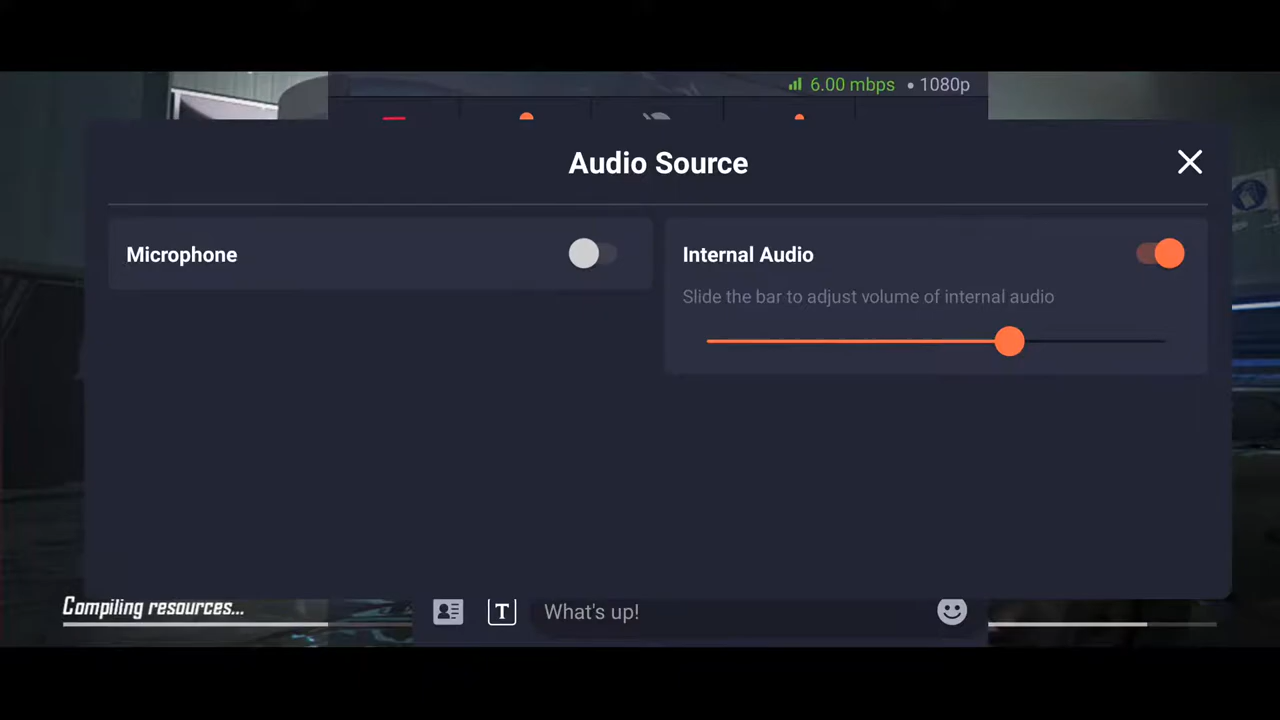 6.00 mbps • 1080p
Audio Source
Microphone
Internal Audio
Slide the bar to adjust volume of internal audio
Compiling resources...
T
What's up!